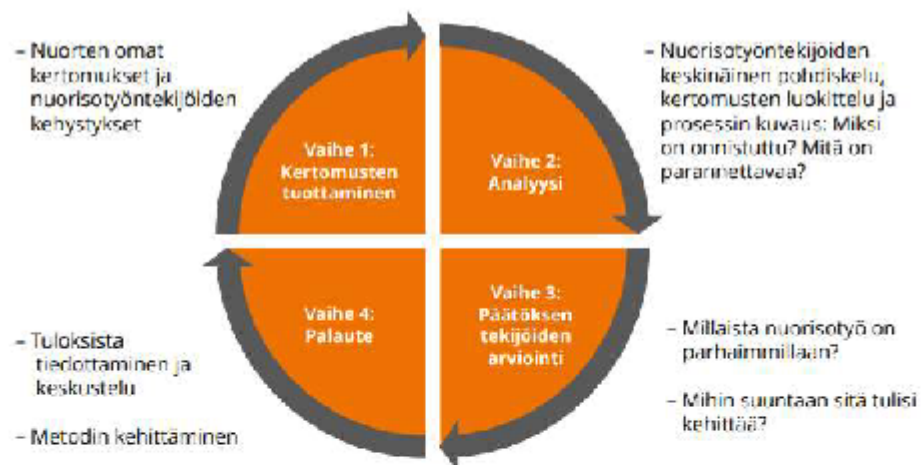 – Nuorten omat
kertomukset ja
nuorisotyöntekijöiden
kehystykset
Vaihe 1:
Kertomusten
tuottaminen
Vaihe 2:
Analyysi
– Nuorisotyöntekijoiden
keskinäinen pohdiskelu,
kertomusten luokittelu ja
prosessin kuvaus: Miksi
on onnistuttu? Mitä on
parannettavaa?
Vaihe 3:
Päätöksen
tekijöiden
arviointi
– Millaista nuorisotyö on
parhaimmillaan?
– Mihin suuntaan sitä tulisi
kehittää?
Vaihe 4:
Palaute
– Tuloksista
tiedottaminen ja
keskustelu
– Metodin kehittäminen